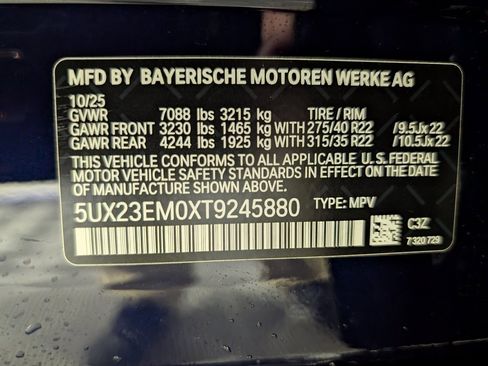 MFD BY BAYERISCHE MOTOREN WERKE AG
10/25
GVWR 7088 lbs 3215 kg TIRE / RIM
GAWR FRONT 3230 lbs 1465 kg WITH 275/40 R22 /9.5Jx22
GAWR REAR 4244 lbs 1925 kg WITH 315/35 R22 /10.5Jx22
THIS VEHICLE CONFORMS TO ALL APPLICABLE U. S. FEDERAL
MOTOR VEHICLE SAFETY STANDARDS IN EFFECT ON THE
DATE OF MANUFACTURE SHOWN ABOVE.
5UX23EM0XT9245880 TYPE: MPV
C3Z
7320729